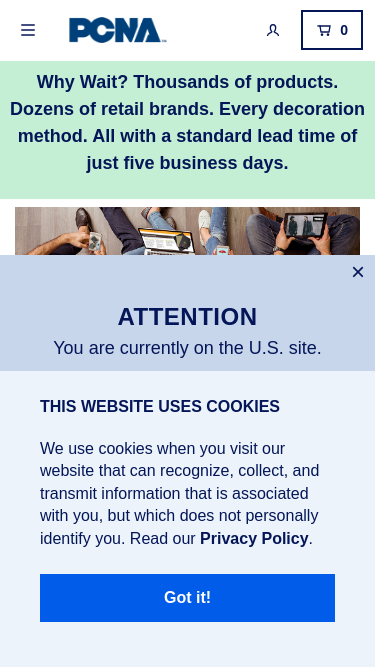 PCNA
0
Why Wait? Thousands of products.
Dozens of retail brands. Every decoration
method. All with a standard lead time of
just five business days.
ATTENTION
You are currently on the U.S. site.
THIS WEBSITE USES COOKIES
We use cookies when you visit our
website that can recognize, collect, and
transmit information that is associated
with you, but which does not personally
identify you. Read our Privacy Policy.
Got it!